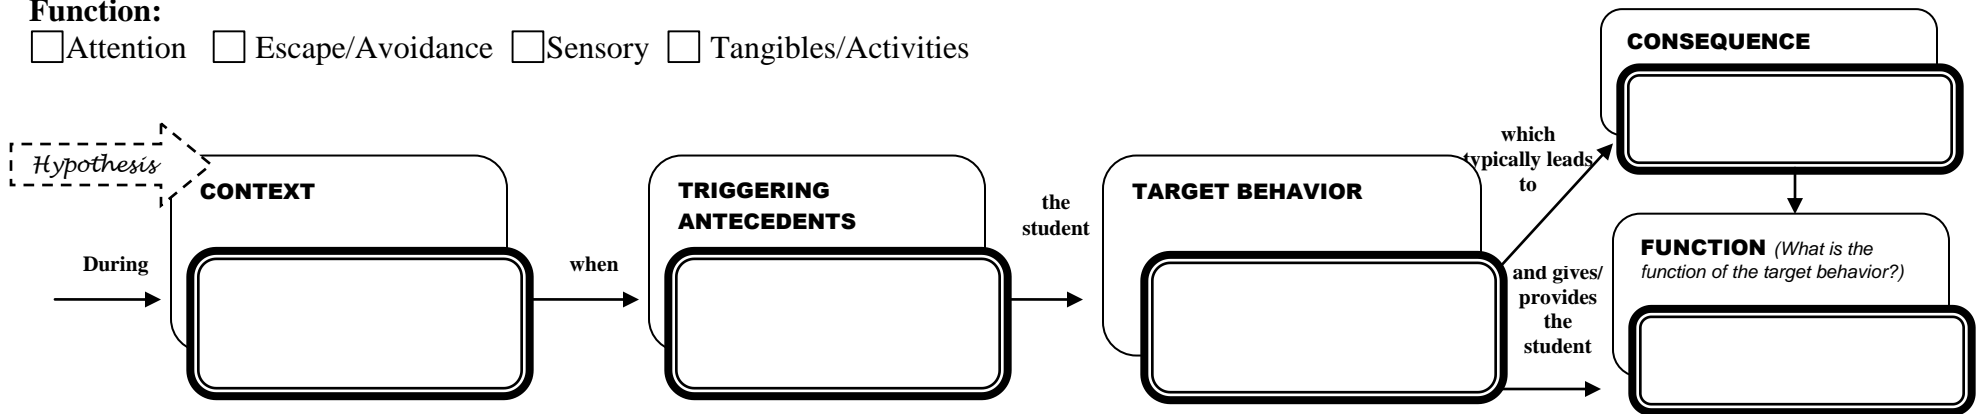 Function:
☐Attention ☐ Escape/Avoidance ☐Sensory ☐ Tangibles/Activities
Hypothesis
During
CONTEXT
when
TRIGGERING
ANTECEDENTS
the
student
TARGET BEHAVIOR
which
typically leads
to
CONSEQUENCE
and gives/
provides
the
student
FUNCTION (What is the
function of the target behavior?)